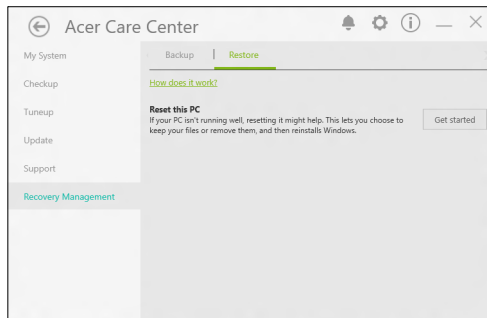 Acer Care Center
My System
Checkup
Tuneup
Update
Support
Recovery Management
Backup | Restore
How does it work?
Reset this PC
If your PC isn't running well, resetting it might help. This lets you choose to
keep your files or remove them, and then reinstalls Windows.
Get started